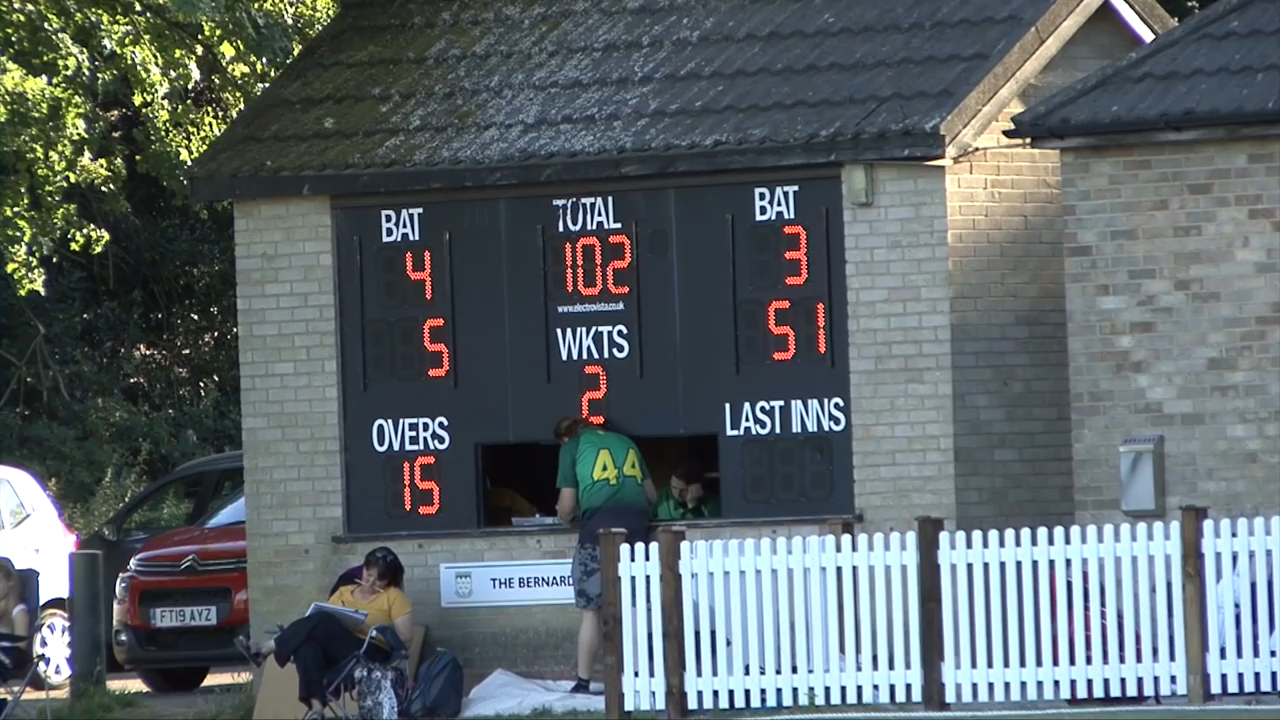 BAT TOTAL BAT
4 102 3
www.electrovista.co.uk
5 WKTS 51
2
OVERS LAST INNS
15
44
THE BERNARD
FT19 AYZ